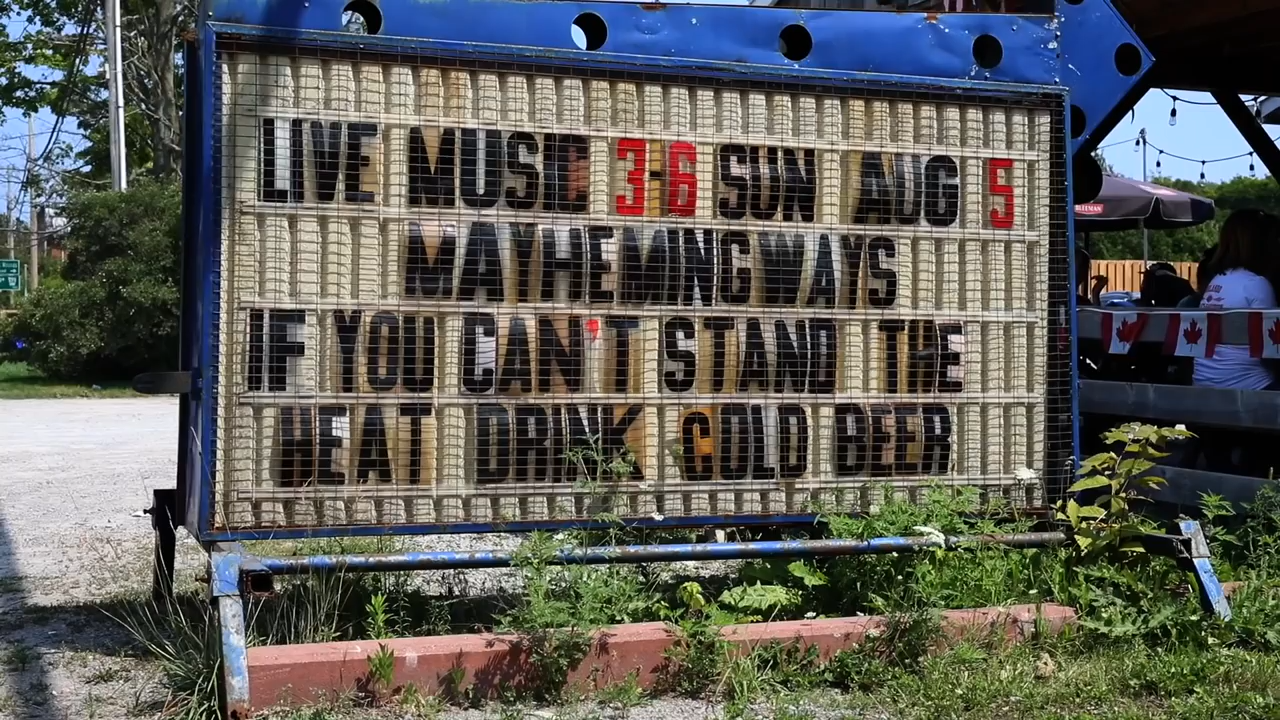 LIVE MUSIC 3-6 SUN AUG 5
MAYHEMINGWAYS
IF YOU CAN'T STAND THE
HEAT DRINK COLD BEER